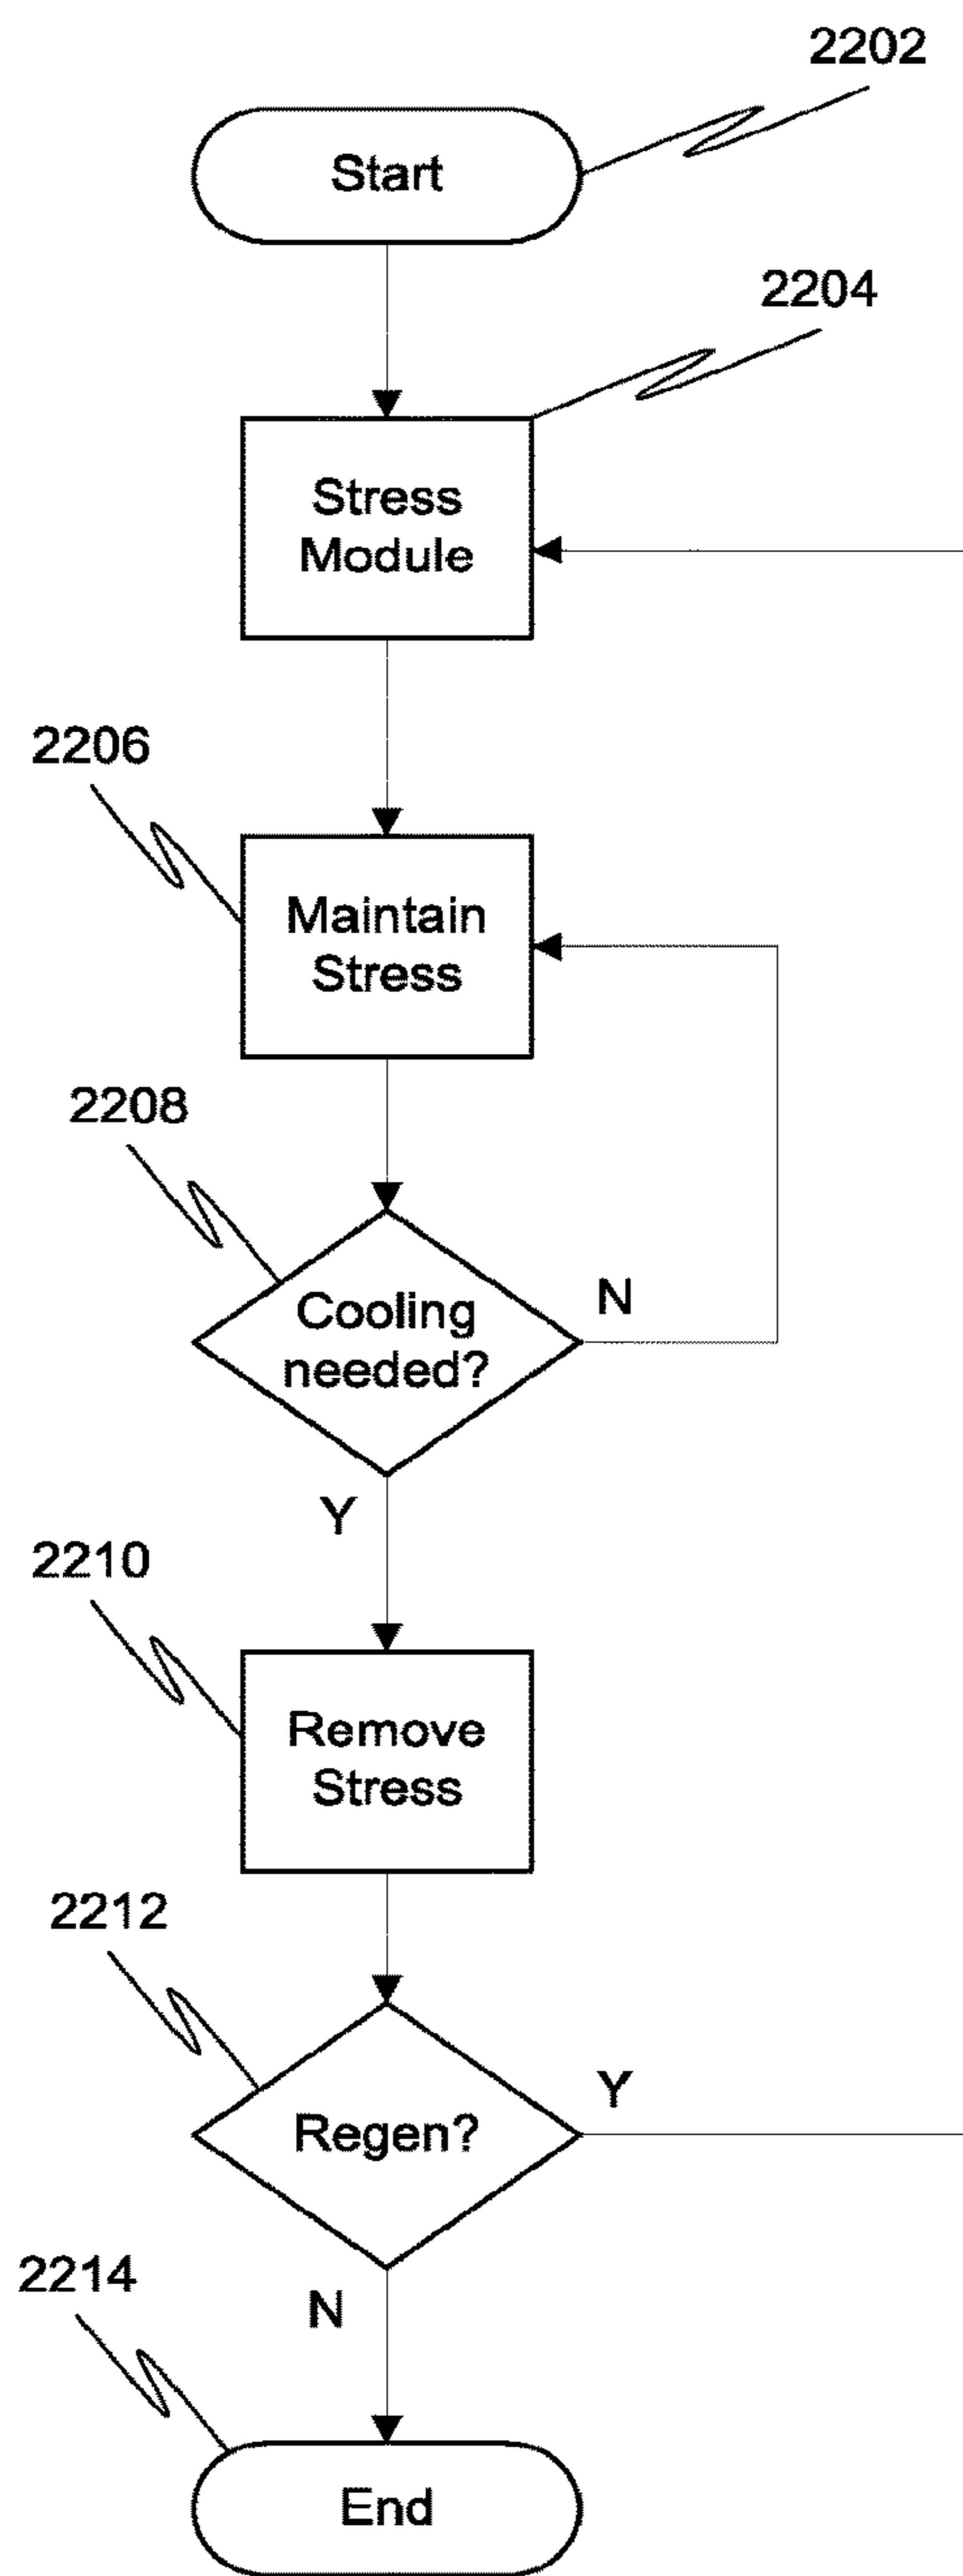 2202
Start
2204
Stress
Module
2206
Maintain
Stress
2208
Cooling
needed?
N
Y
2210
Remove
Stress
2212
Regen?
Y
N
2214
End